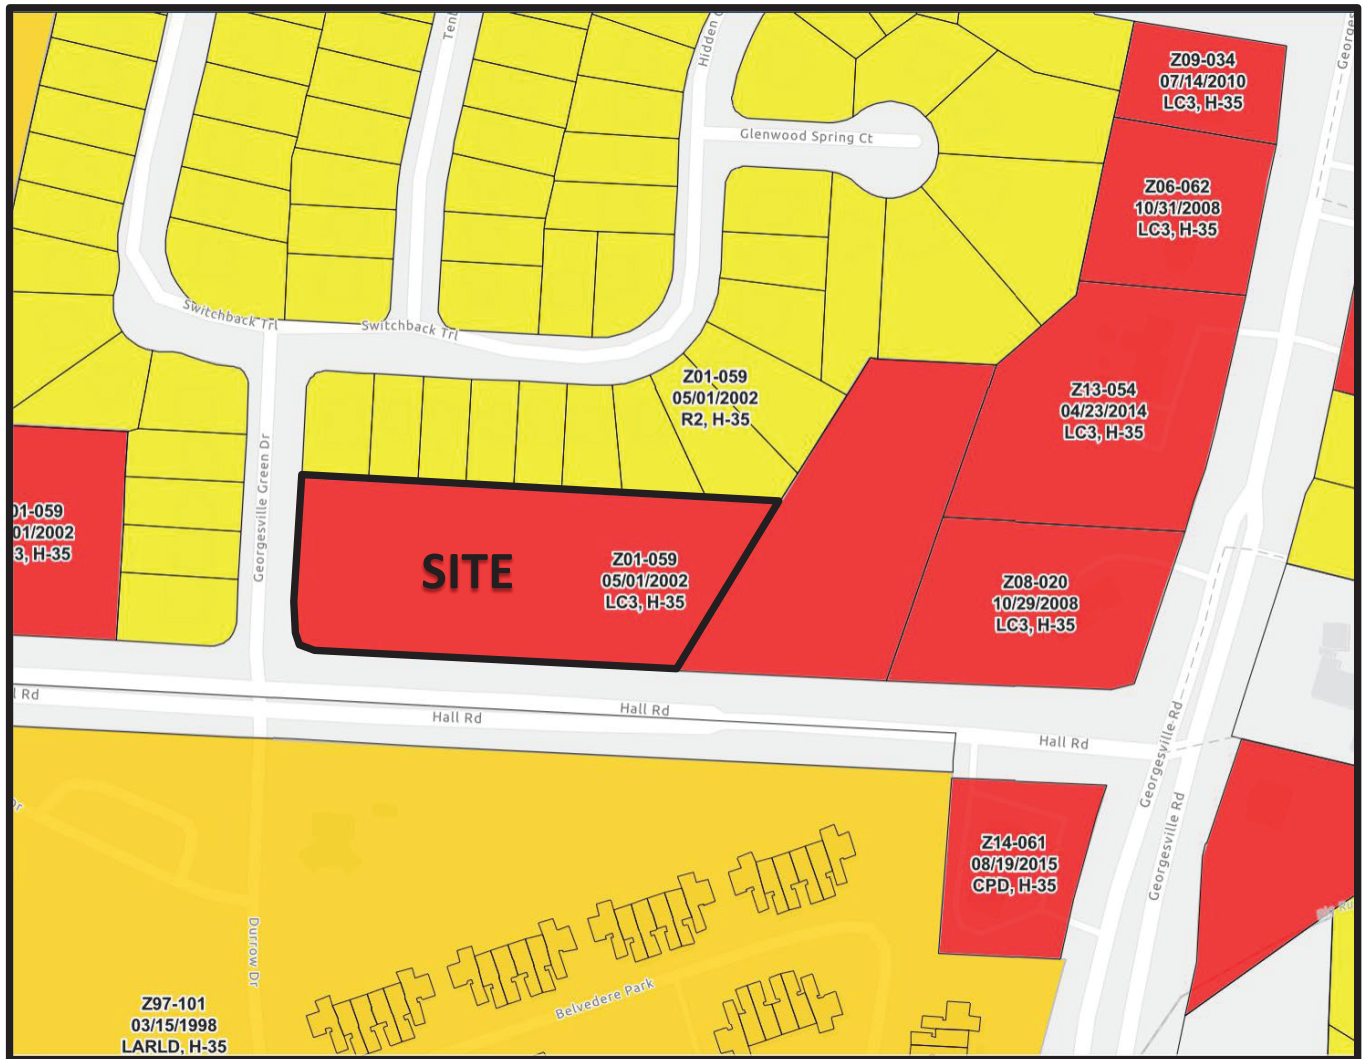 Georges
Tenb
Hidden
Z09-034
07/14/2010
LC3, H-35
Glenwood Spring Ct
Z06-062
10/31/2008
LC3, H-35
Switchback Trl
Switchback Trl
Z01-059
05/01/2002
R2, H-35
Z13-054
04/23/2014
LC3, H-35
Georgesville Green Dr
01-059
01/2002
3, H-35
SITE
Z01-059
05/01/2002
LC3, H-35
Z08-020
10/29/2008
LC3, H-35
l Rd
Hall Rd
Hall Rd
Hall Rd
Georgesville Rd
Georgesville Rd
Dr
Z14-061
08/19/2015
CPD, H-35
Durrow Dr
Belvedere Park
Z97-101
03/15/1998
LARLD, H-35